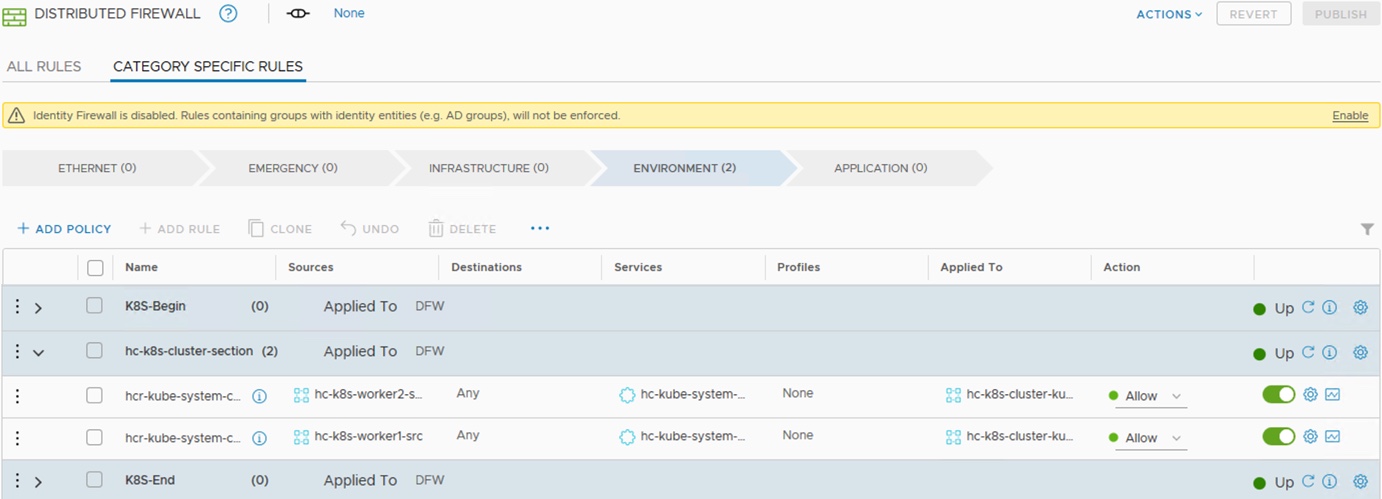 DISTRIBUTED FIREWALL ? None ACTIONS REVERT PUBLISH
ALL RULES CATEGORY SPECIFIC RULES
Identity Firewall is disabled. Rules containing groups with identity entities (e.g. AD groups), will not be enforced. Enable
ETHERNET (0) EMERGENCY (0) INFRASTRUCTURE (0) ENVIRONMENT (2) APPLICATION (0)
+ ADD POLICY + ADD RULE CLONE UNDO DELETE ...
Name Sources Destinations Services Profiles Applied To Action
K8S-Begin (0) Applied To DFW Up
hc-k8s-cluster-section (2) Applied To DFW Up
hcr-kube-system-c... hc-k8s-worker2-s... Any hc-kube-system-... None hc-k8s-cluster-ku... Allow
hcr-kube-system-c... hc-k8s-worker1-src Any hc-kube-system-... None hc-k8s-cluster-ku... Allow
K8S-End (0) Applied To DFW Up